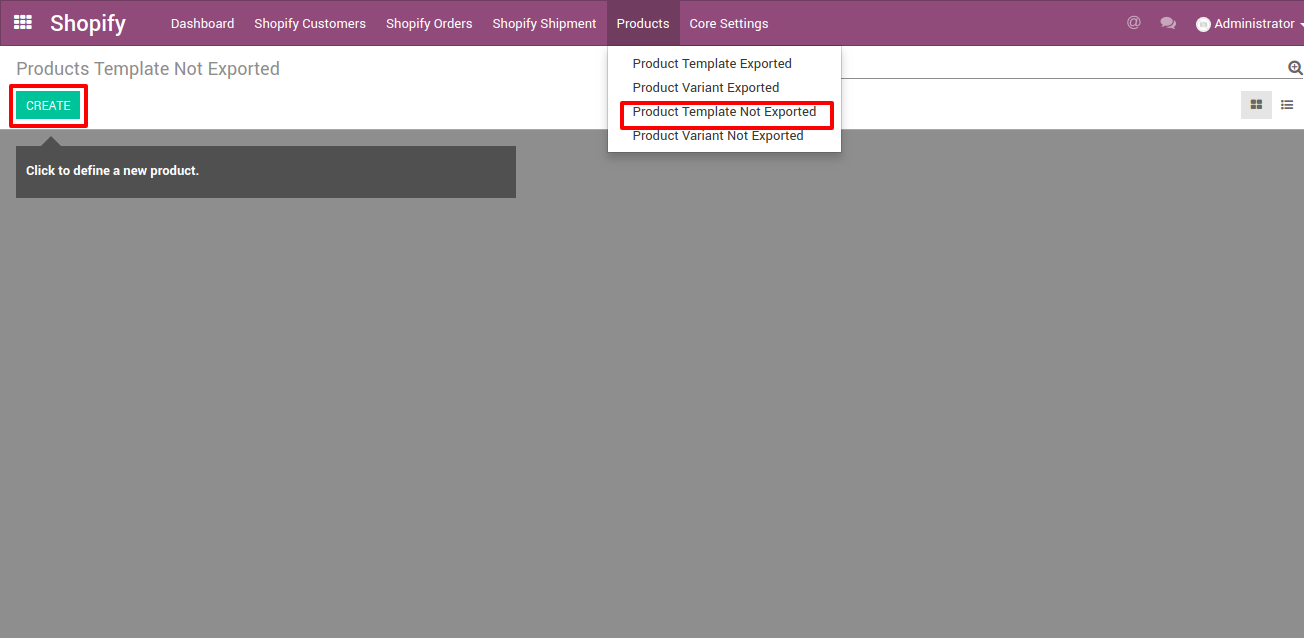 Shopify Dashboard Shopify Customers Shopify Orders Shopify Shipment Products Core Settings @ Administrator
Products Template Not Exported
CREATE
Product Template Exported
Product Variant Exported
Product Template Not Exported
Product Variant Not Exported
Click to define a new product.